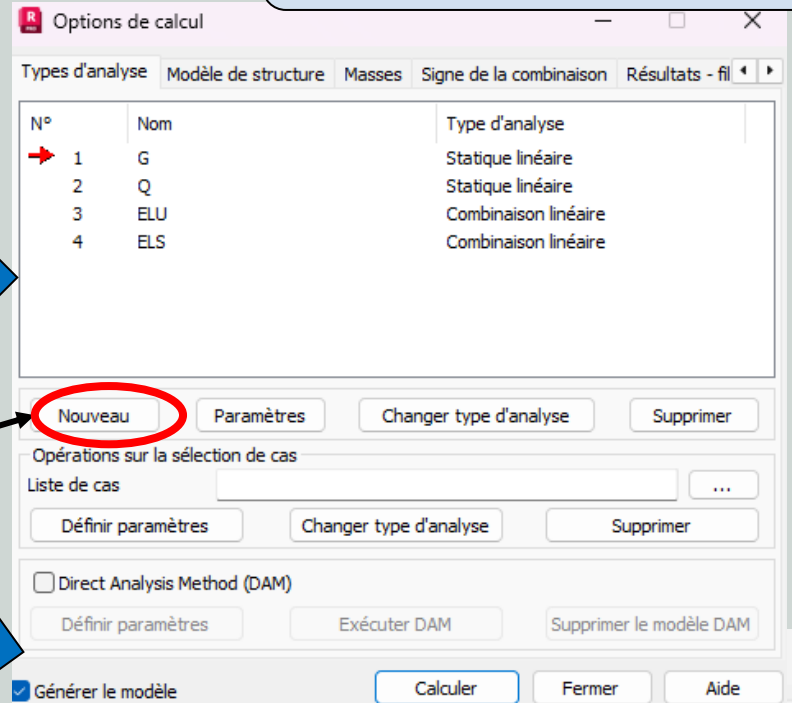 R
PRO
Options de calcul
Types d'analyse Modèle de structure Masses Signe de la combinaison Résultats - fil
N° Nom Type d'analyse
1 G Statique linéaire
2 Q Statique linéaire
3 ELU Combinaison linéaire
4 ELS Combinaison linéaire
Nouveau Paramètres Changer type d'analyse Supprimer
Opérations sur la sélection de cas
Liste de cas ...
Définir paramètres Changer type d'analyse Supprimer
Direct Analysis Method (DAM)
Définir paramètres Exécuter DAM Supprimer le modèle DAM
Générer le modèle Calculer Fermer Aide